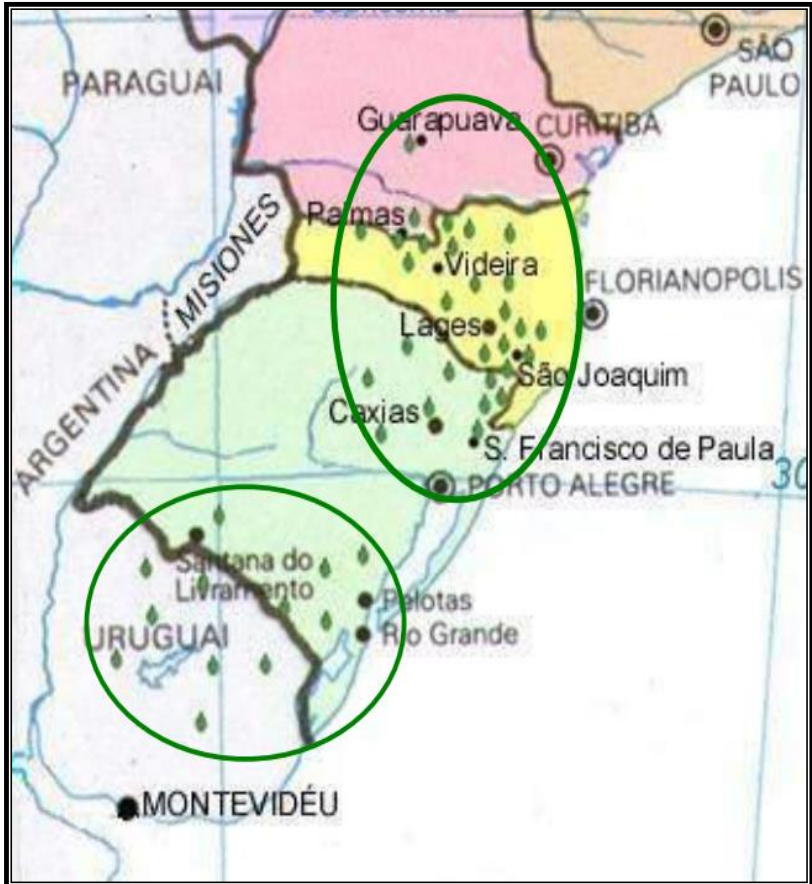 SÃO
PAULO
PARAGUAI
Guarapuava
CURITIBA
MISIONES
Palmas
Videira
FLORIANOPOLIS
Lages
ARGENTINA
São Joaquim
Caxias
S. Francisco de Paula
PORTO ALEGRE
30
Santana do
Livramento
Pelotas
URUGUAI
Rio Grande
MONTEVIDÉU